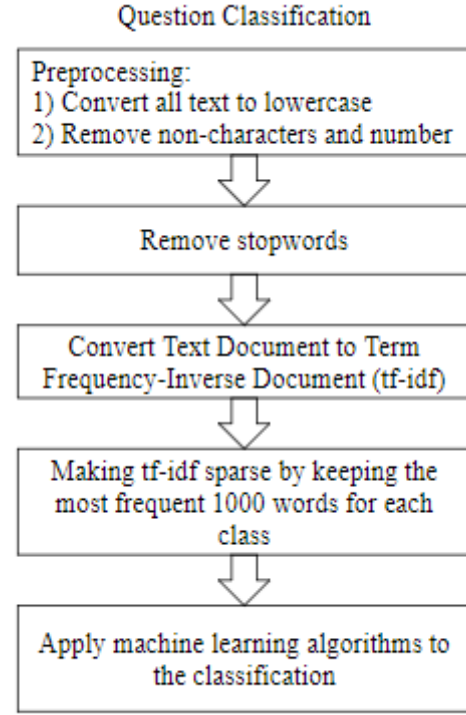 Question Classification
Preprocessing:
1) Convert all text to lowercase
2) Remove non-characters and number
Remove stopwords
Convert Text Document to Term
Frequency-Inverse Document (tf-idf)
Making tf-idf sparse by keeping the
most frequent 1000 words for each
class
Apply machine learning algorithms to
the classification